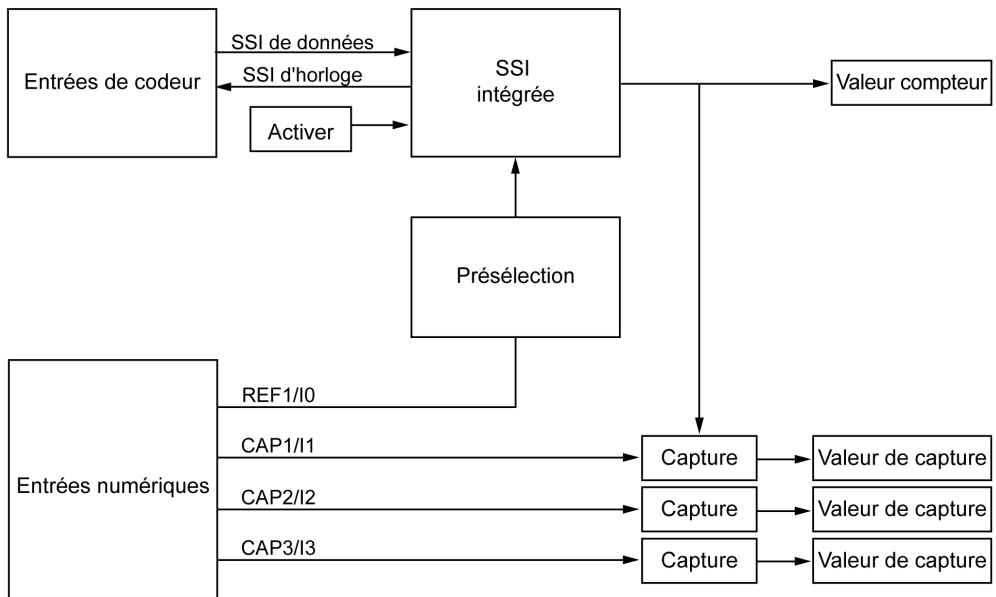 SSI de données
Entrées de codeur
SSI d'horloge
Activer
SSI
intégrée
Valeur compteur
Présélection
REF1/I0
CAP1/I1
Capture
Valeur de capture
Entrées numériques
CAP2/I2
Capture
Valeur de capture
CAP3/I3
Capture
Valeur de capture